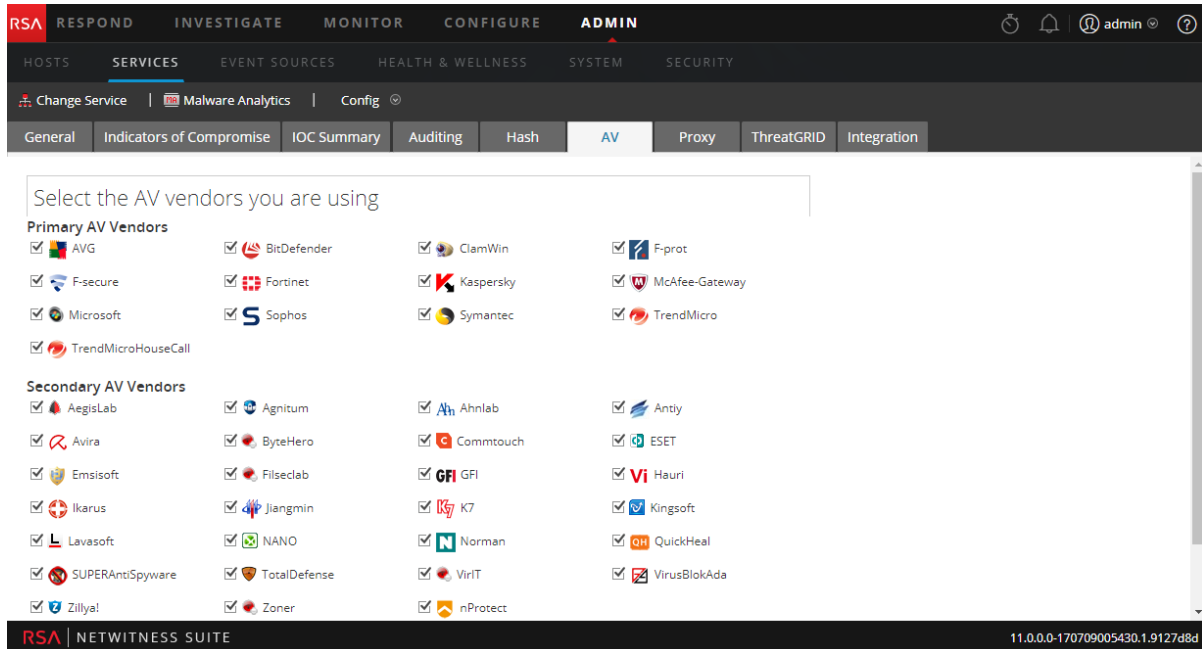 RSA RESPOND INVESTIGATE MONITOR CONFIGURE ADMIN admin ?
HOSTS SERVICES EVENT SOURCES HEALTH & WELLNESS SYSTEM SECURITY
Change Service | MA Malware Analytics | Config
General Indicators of Compromise IOC Summary Auditing Hash AV Proxy ThreatGRID Integration
Select the AV vendors you are using
Primary AV Vendors
AVG BitDefender ClamWin F-prot
F-secure Fortinet Kaspersky McAfee-Gateway
Microsoft Sophos Symantec TrendMicro
TrendMicroHouseCall
Secondary AV Vendors
AegisLab Agnitum Ahn Ahnlab Antiy
Avira ByteHero C Commtouch ESET
Emsisoft Filseclab GFI GFI Vi Hauri
Ikarus Jiangmin K7 K7 Kingsoft
L Lavasoft NANO N Norman QH QuickHeal
SUPERAntiSpyware TotalDefense VirIT VirusBlokAda
Z Zillya! Zoner nProtect
RSA | NETWITNESS SUITE 11.0.0.0-170709005430.1.9127d8d